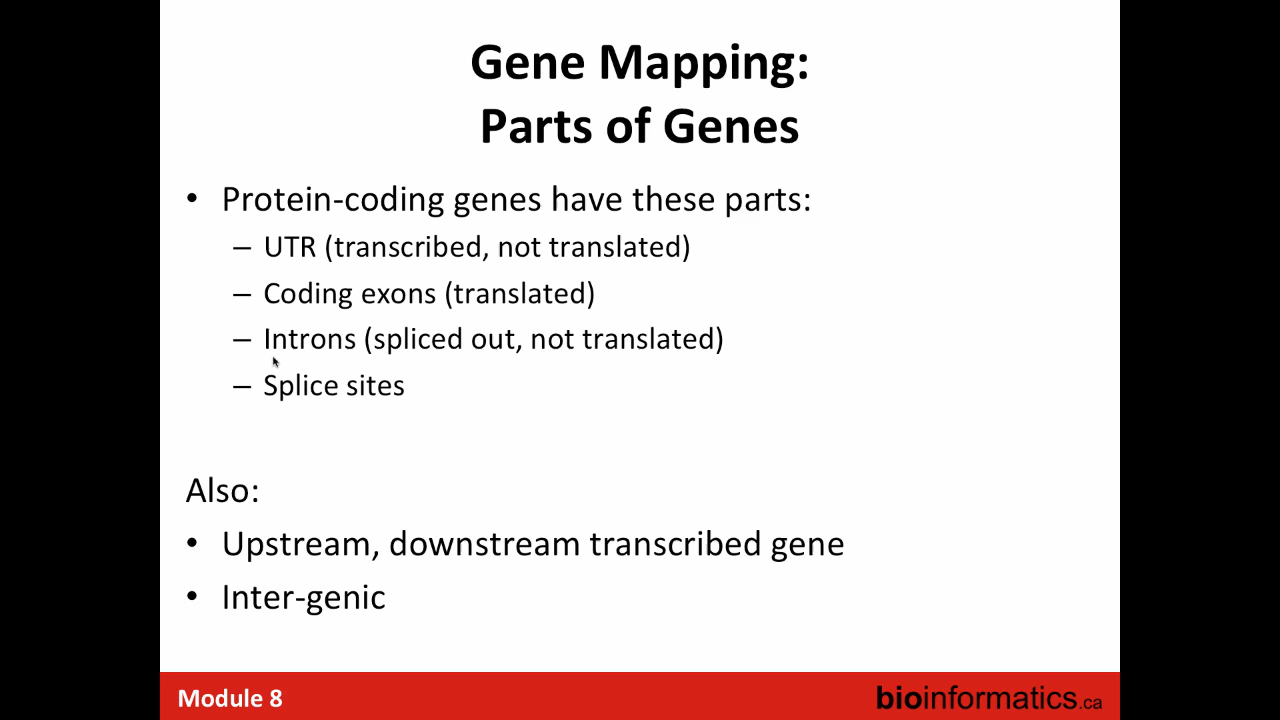 Gene Mapping:
Parts of Genes
• Protein-coding genes have these parts:
– UTR (transcribed, not translated)
– Coding exons (translated)
– Introns (spliced out, not translated)
– Splice sites
Also:
• Upstream, downstream transcribed gene
• Inter-genic
Module 8
bioinformatics.ca